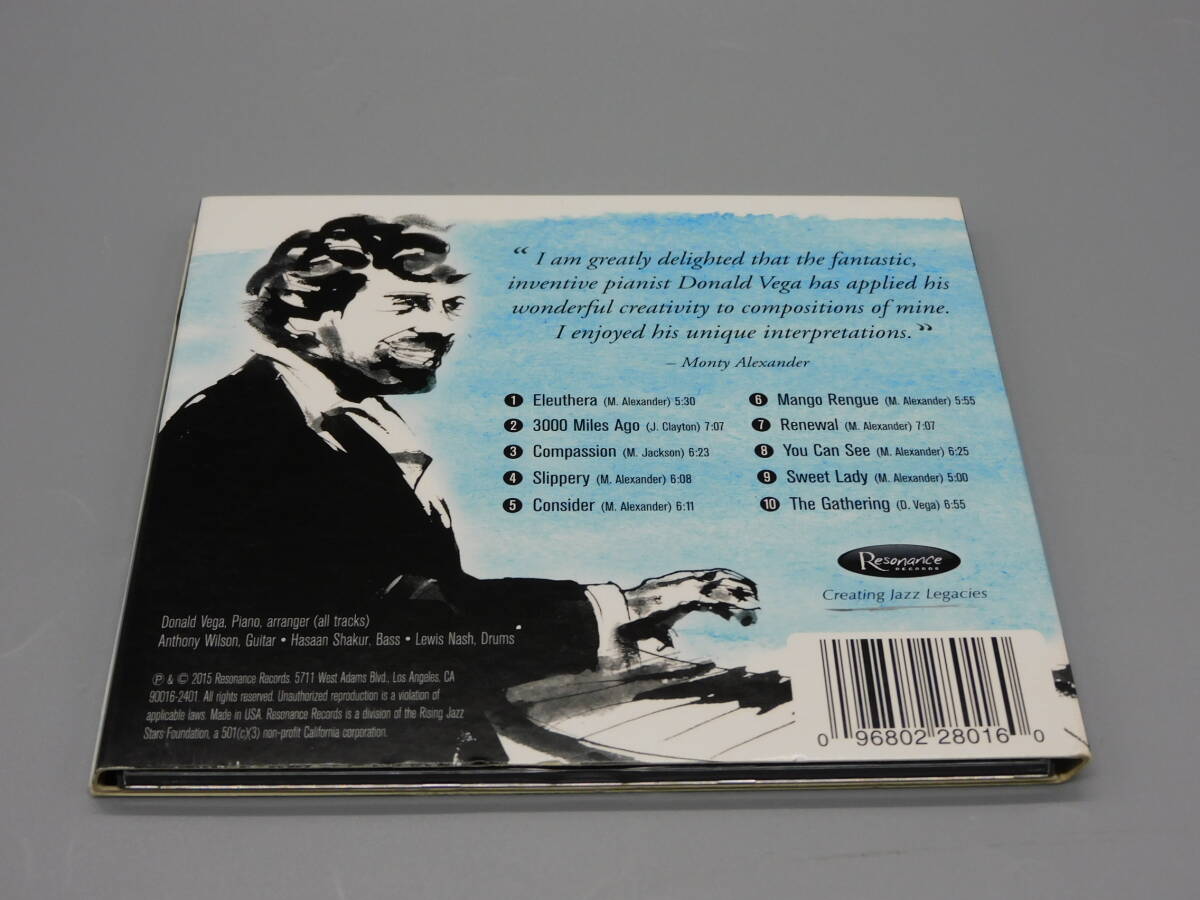 “ I am greatly delighted that the fantastic,
inventive pianist Donald Vega has applied his
wonderful creativity to compositions of mine.
I enjoyed his unique interpretations. ”
– Monty Alexander
1 Eleuthera (M. Alexander) 5:30
2 3000 Miles Ago (J. Clayton) 7:07
3 Compassion (M. Jackson) 6:23
4 Slippery (M. Alexander) 6:08
5 Consider (M. Alexander) 6:11
6 Mango Rengue (M. Alexander) 5:55
7 Renewal (M. Alexander) 7:07
8 You Can See (M. Alexander) 6:25
9 Sweet Lady (M. Alexander) 5:00
10 The Gathering (D. Vega) 6:55
Resonance
RECORDS
Creating Jazz Legacies
Donald Vega, Piano, arranger (all tracks)
Anthony Wilson, Guitar • Hasaan Shakur, Bass • Lewis Nash, Drums
℗ & © 2015 Resonance Records, 5711 West Adams Blvd., Los Angeles, CA
90016-2401. All rights reserved. Unauthorized reproduction is a violation of
applicable laws. Made in USA. Resonance Records is a division of the Rising Jazz
Stars Foundation, a 501(c)(3) non-profit California corporation.
0 96802 28016 0